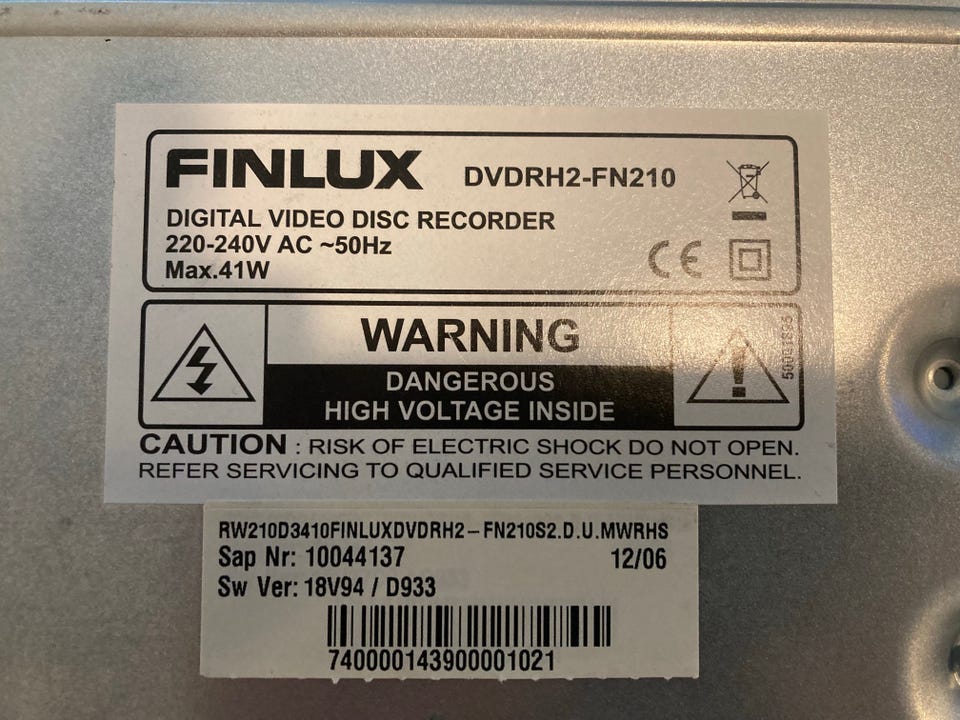 FINLUX DVDRH2-FN210
DIGITAL VIDEO DISC RECORDER
220-240V AC ~50Hz
Max.41W
CE
WARNING
DANGEROUS
HIGH VOLTAGE INSIDE
CAUTION : RISK OF ELECTRIC SHOCK DO NOT OPEN.
REFER SERVICING TO QUALIFIED SERVICE PERSONNEL.
RW210D3410FINLUXDVDRH2-FN210S2.D.U.MWRHS
Sap Nr: 10044137 12/06
Sw Ver: 18V94 / D933
740000143900001021